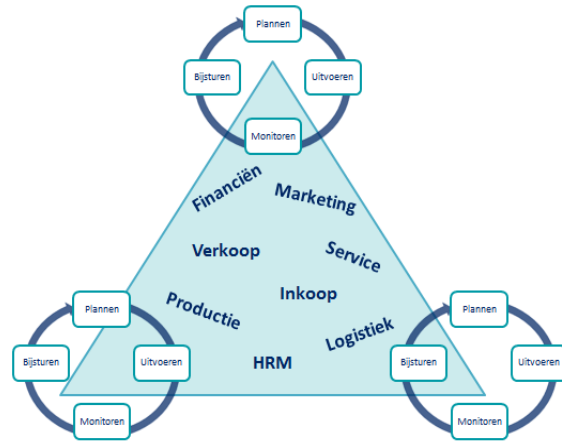 Plannen
Bijsturen
Uitvoeren
Monitoren
Financiën
Marketing
Verkoop
Service
Inkoop
Productie
Logistiek
HRM
Plannen
Bijsturen
Uitvoeren
Monitoren
Plannen
Bijsturen
Uitvoeren
Monitoren